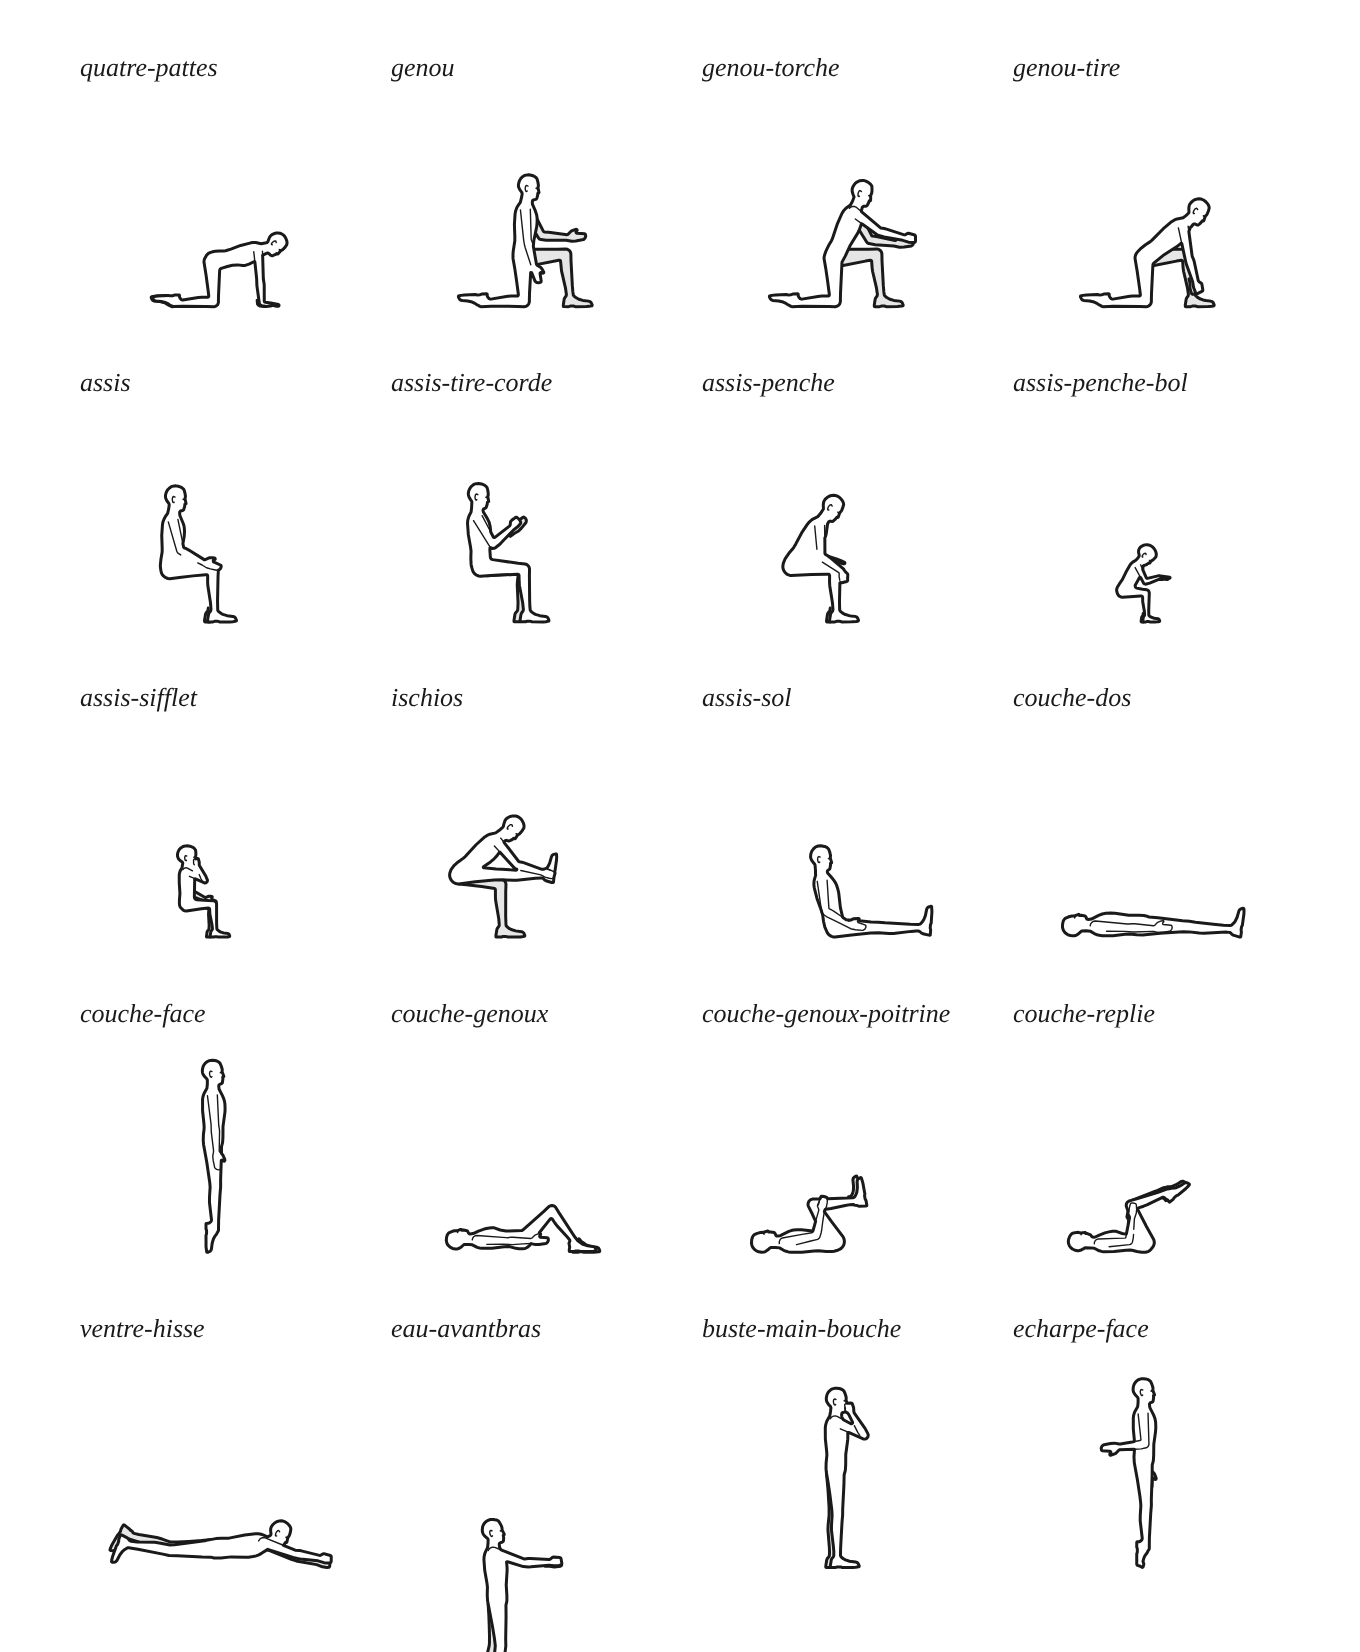 quatre-pattes genou genou-torche genou-tire
assis assis-tire-corde assis-penche assis-penche-bol
assis-sifflet ischios assis-sol couche-dos
couche-face couche-genoux couche-genoux-poitrine couche-replie
ventre-hisse eau-avantbras buste-main-bouche echarpe-face